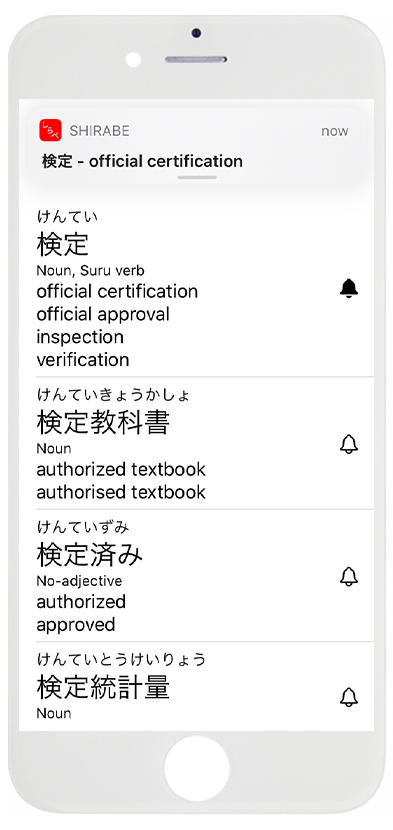 しらべ
SHIRABE
now
検定 - official certification
けんてい
検定
Noun, Suru verb
official certification
official approval
inspection
verification
けんていきょうかしょ
検定教科書
Noun
authorized textbook
authorised textbook
けんていずみ
検定済み
No-adjective
authorized
approved
けんていとうけいりょう
検定統計量
Noun